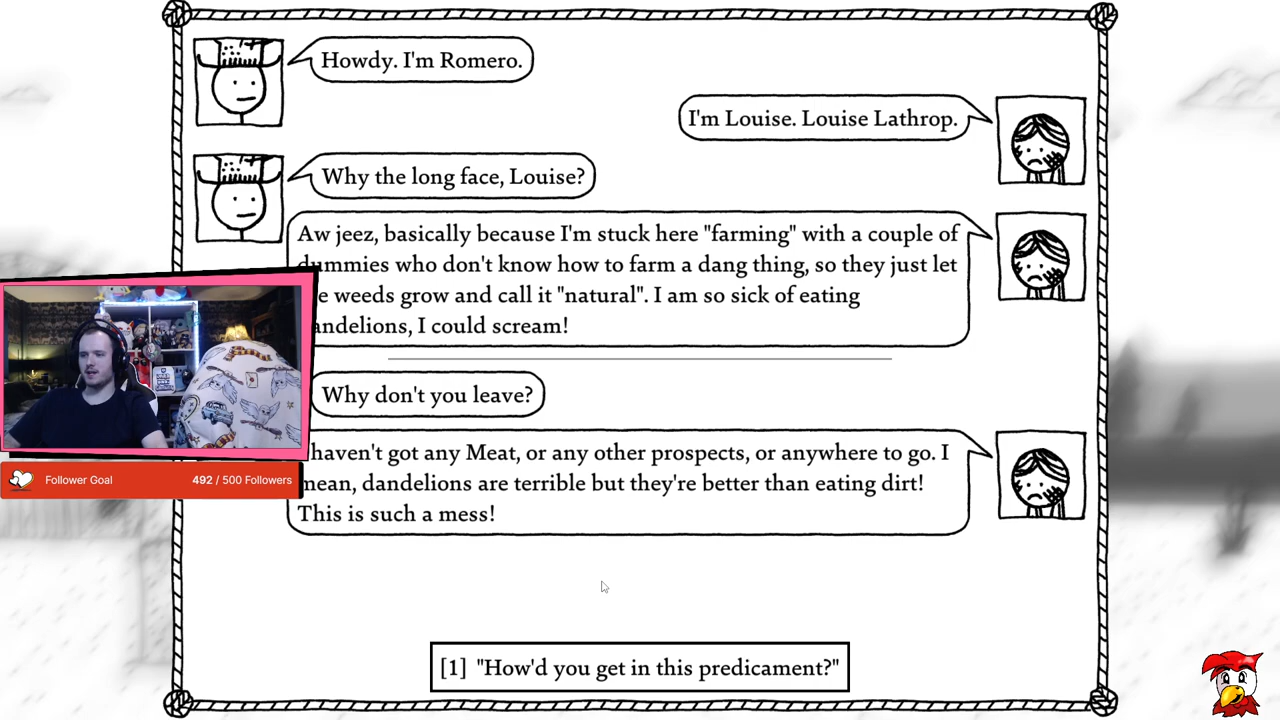 Howdy. I'm Romero.
I'm Louise. Louise Lathrop.
Why the long face, Louise?
Aw jeez, basically because I'm stuck here "farming" with a couple of
dummies who don't know how to farm a dang thing, so they just let
weeds grow and call it "natural". I am so sick of eating
dandelions, I could scream!
Why don't you leave?
haven't got any Meat, or any other prospects, or anywhere to go. I
mean, dandelions are terrible but they're better than eating dirt!
This is such a mess!
Follower Goal 492 / 500 Followers
[1] "How'd you get in this predicament?"